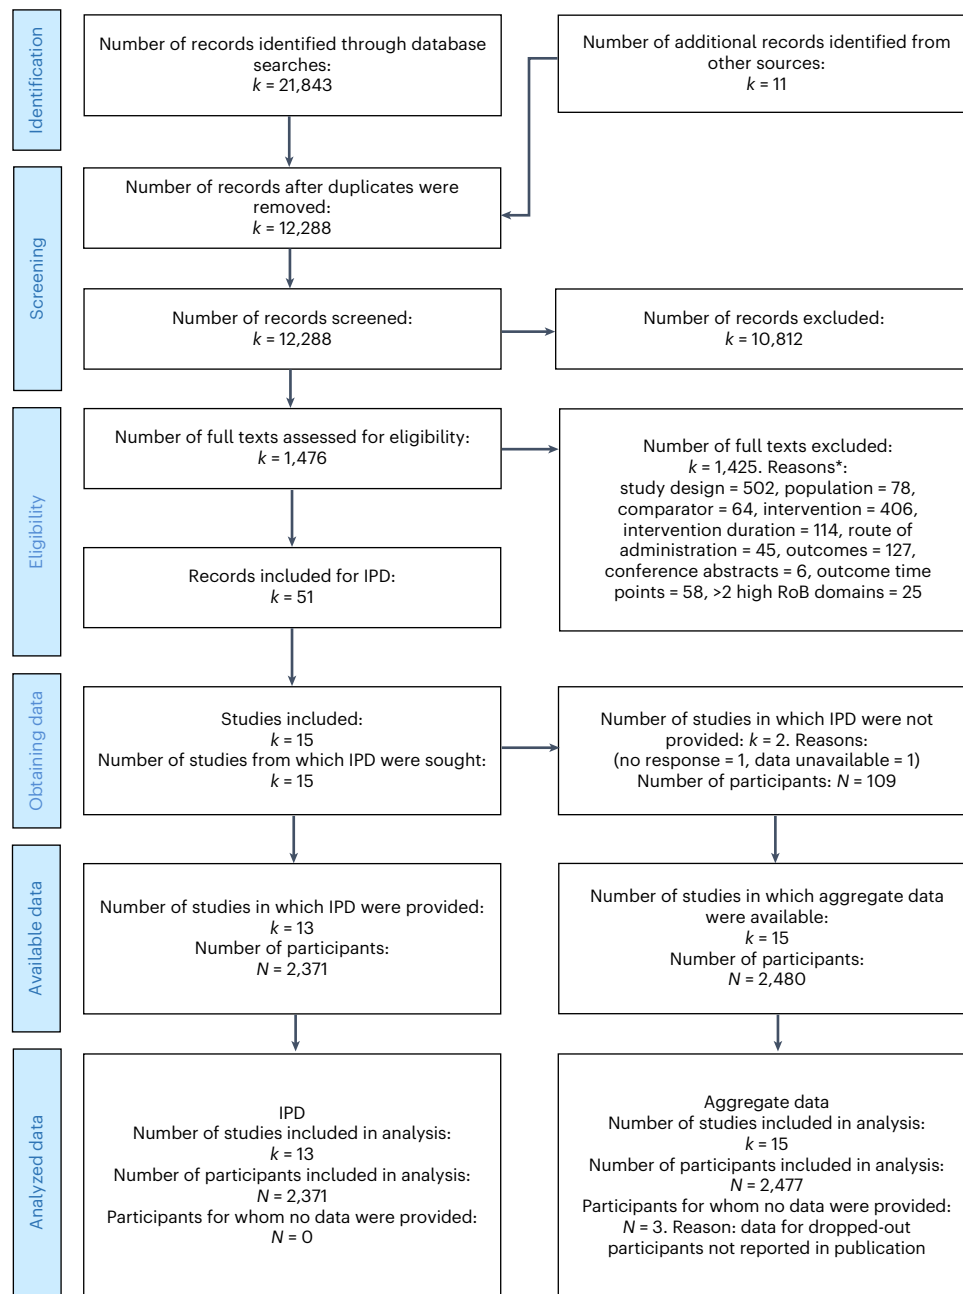 Identification
Number of records identified through database
searches:
k = 21,843
Number of additional records identified from
other sources:
k = 11
Screening
Number of records after duplicates were
removed:
k = 12,288
Number of records screened:
k = 12,288
Number of records excluded:
k = 10,812
Eligibility
Number of full texts assessed for eligibility:
k = 1,476
Number of full texts excluded:
k = 1,425. Reasons*:
study design = 502, population = 78,
comparator = 64, intervention = 406,
intervention duration = 114, route of
administration = 45, outcomes = 127,
conference abstracts = 6, outcome time
points = 58, >2 high RoB domains = 25
Records included for IPD:
k = 51
Obtaining data
Studies included:
k = 15
Number of studies from which IPD were sought:
k = 15
Number of studies in which IPD were not
provided: k = 2. Reasons:
(no response = 1, data unavailable = 1)
Number of participants: N = 109
Available data
Number of studies in which IPD were provided:
k = 13
Number of participants:
N = 2,371
Number of studies in which aggregate data
were available:
k = 15
Number of participants:
N = 2,480
Analyzed data
IPD
Number of studies included in analysis:
k = 13
Number of participants included in analysis:
N = 2,371
Participants for whom no data were provided:
N = 0
Aggregate data
Number of studies included in analysis:
k = 15
Number of participants included in analysis:
N = 2,477
Participants for whom no data were provided:
N = 3. Reason: data for dropped-out
participants not reported in publication